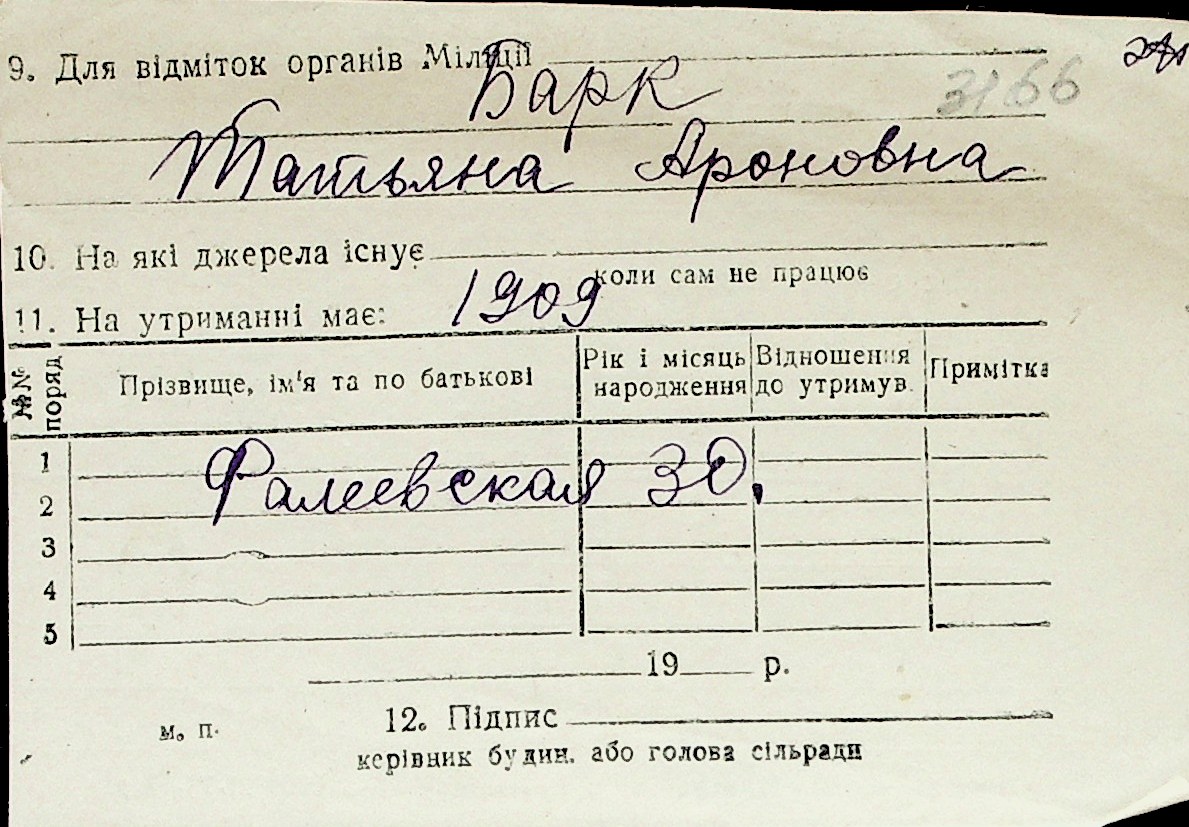 9. Для відміток органів Міліції
Барк
3166
Татьяна Ароновна
10. На які джерела існує
коли сам не працює
11. На утриманні має:
1909
№№ поряд
Прізвище, ім'я та по батькові
Рік і місяць народження
Відношення до утримув.
Примітка
1
Фалеевская 30.
2
3
4
5
19 р.
м. п.
12. Підпис
керівник будин. або голова сільради